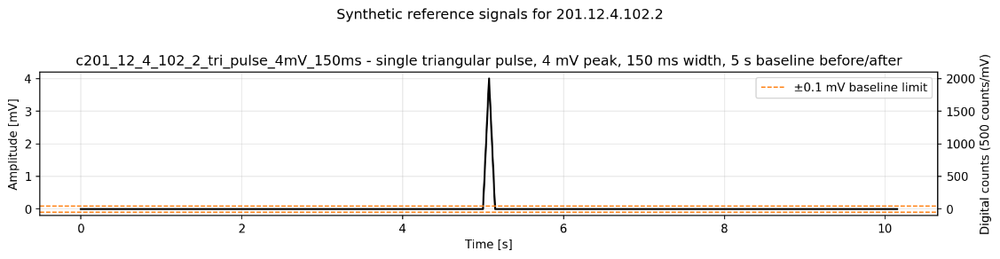 Synthetic reference signals for 201.12.4.102.2
c201_12_4_102_2_tri_pulse_4mV_150ms - single triangular pulse, 4 mV peak, 150 ms width, 5 s baseline before/after
±0.1 mV baseline limit
Amplitude [mV]
4
3
2
1
0
2000
1500
1000
500
0
Digital counts (500 counts/mV)
0
2
4
6
8
10
Time [s]